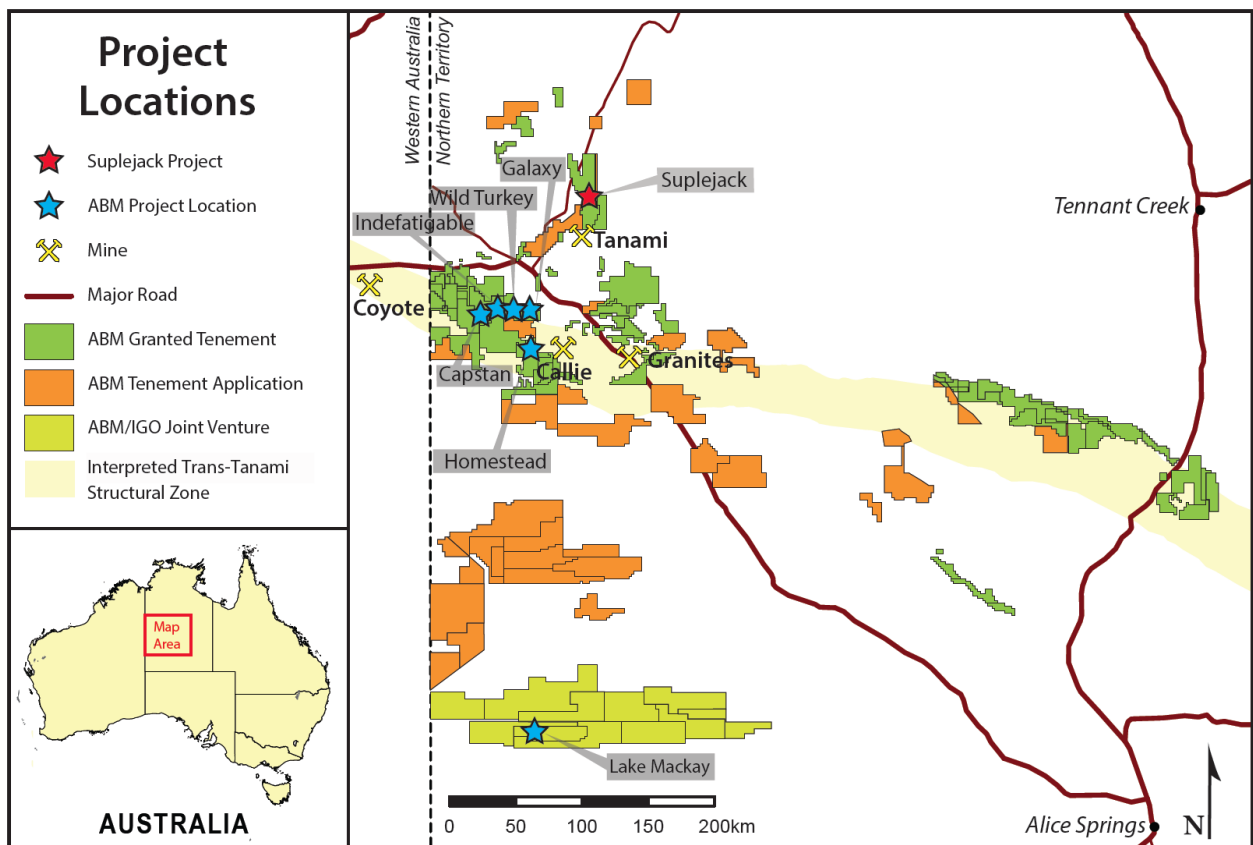 Project
Locations
Suplejack Project
ABM Project Location
Mine
Major Road
ABM Granted Tenement
ABM Tenement Application
ABM/IGO Joint Venture
Interpreted Trans-Tanami
Structural Zone
Map
Area
AUSTRALIA
Western Australia
Northern Territory
Galaxy
Suplejack
Wild Turkey
Indefatigable
Tennant Creek
Tanami
Coyote
Capstan
Callie
Granites
Homestead
Lake Mackay
0 50 100 150 200km
Alice Springs
N